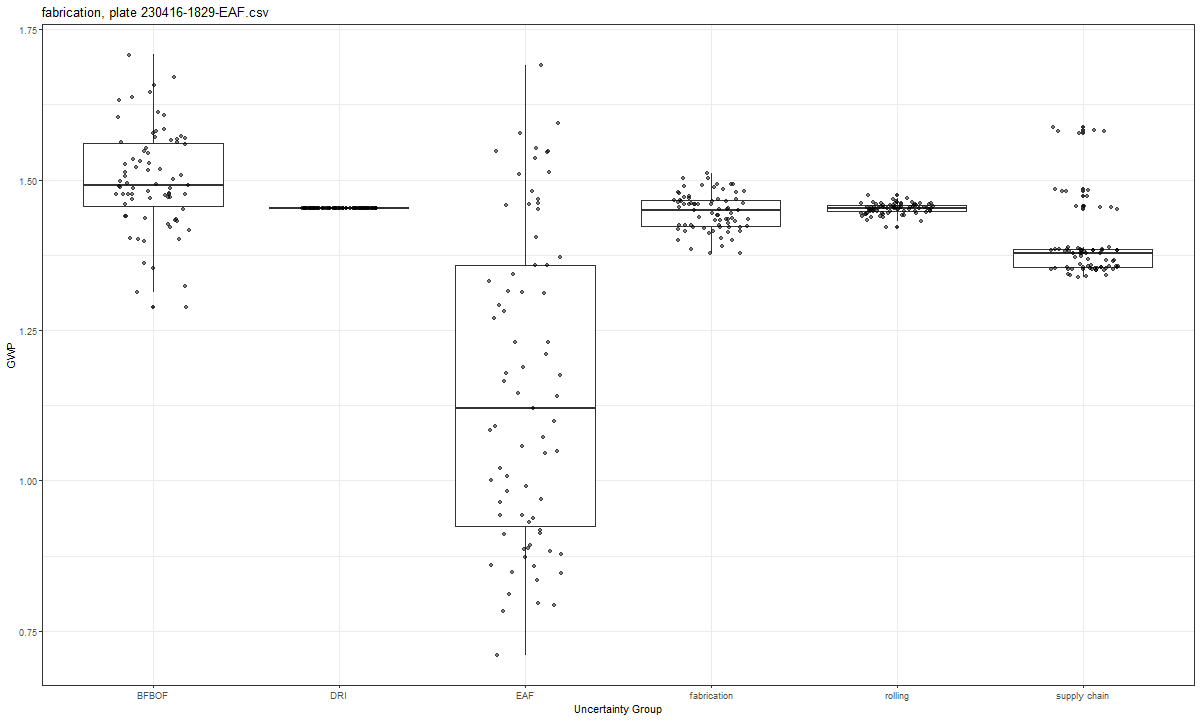 fabrication, plate 230416-1829-EAF.csv
1.75
1.50
1.25
1.00
0.75
GWP
BFBOF DRI EAF fabrication rolling supply chain
Uncertainty Group